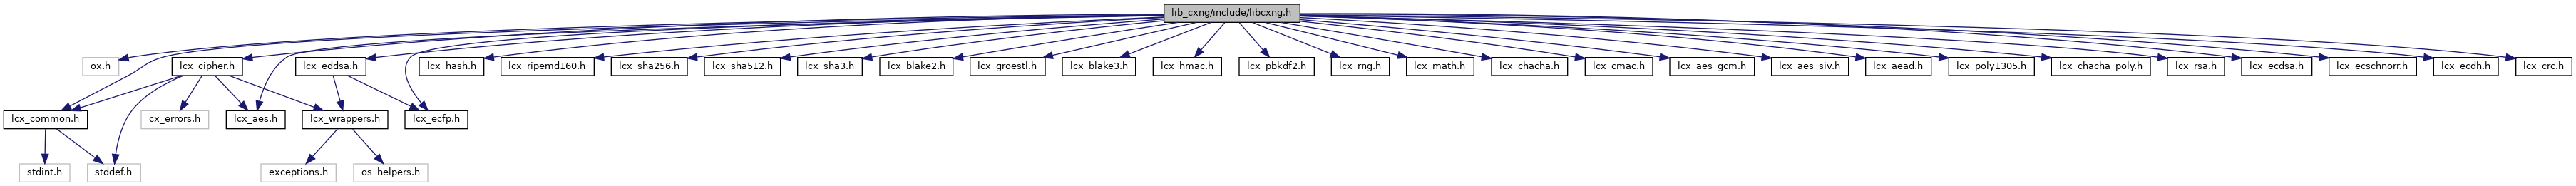 lib_cxng/include/libcxng.h
ox.h
lcx_cipher.h
lcx_eddsa.h
lcx_hash.h
lcx_ripemd160.h
lcx_sha256.h
lcx_sha512.h
lcx_sha3.h
lcx_blake2.h
lcx_groestl.h
lcx_blake3.h
lcx_hmac.h
lcx_pbkdf2.h
lcx_rng.h
lcx_math.h
lcx_chacha.h
lcx_cmac.h
lcx_aes_gcm.h
lcx_aes_siv.h
lcx_aead.h
lcx_poly1305.h
lcx_chacha_poly.h
lcx_rsa.h
lcx_ecdsa.h
lcx_ecschnorr.h
lcx_ecdh.h
lcx_crc.h
lcx_common.h
cx_errors.h
lcx_aes.h
lcx_wrappers.h
lcx_ecfp.h
stdint.h
stddef.h
exceptions.h
os_helpers.h